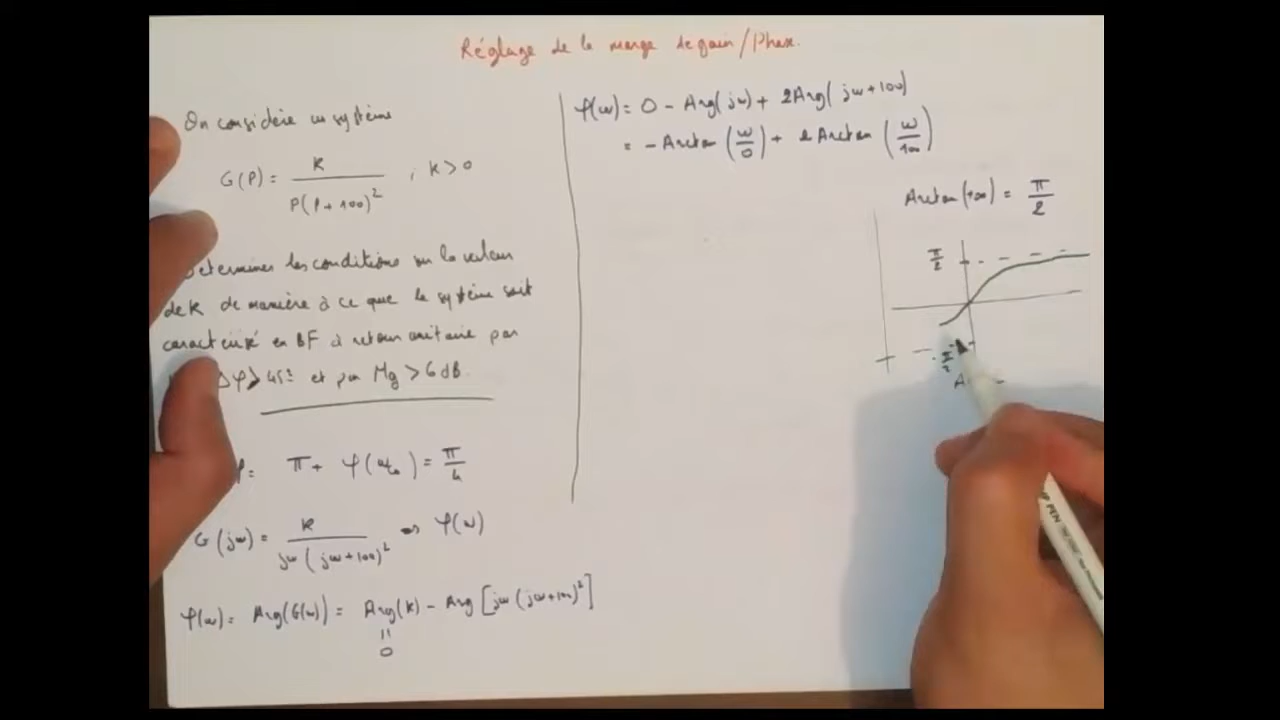 Réglage de la marge de gain/Phase.
On considère un système
G(P) = K / P(P+100)² , K > 0
Déterminer les conditions sur la valeur
de K de manière à ce que le système soit
caractérisé en BF à retour unitaire par
Δφ > 45° et par Mg > 6 dB.
φ = π + φ(ω_co) = π/4
G(jω) = K / jω(jω+100)² => φ(ω)
φ(ω) = Arg(G(ω)) = Arg(K) - Arg[jω(jω+100)²]
॥
0
φ(ω) = 0 - Arg(jω) + 2Arg(jω+100)
= -Arctan(ω/0) + 2 Arctan(ω/100)
Arctan(+∞) = π/2
π/2
-π/2
PEN